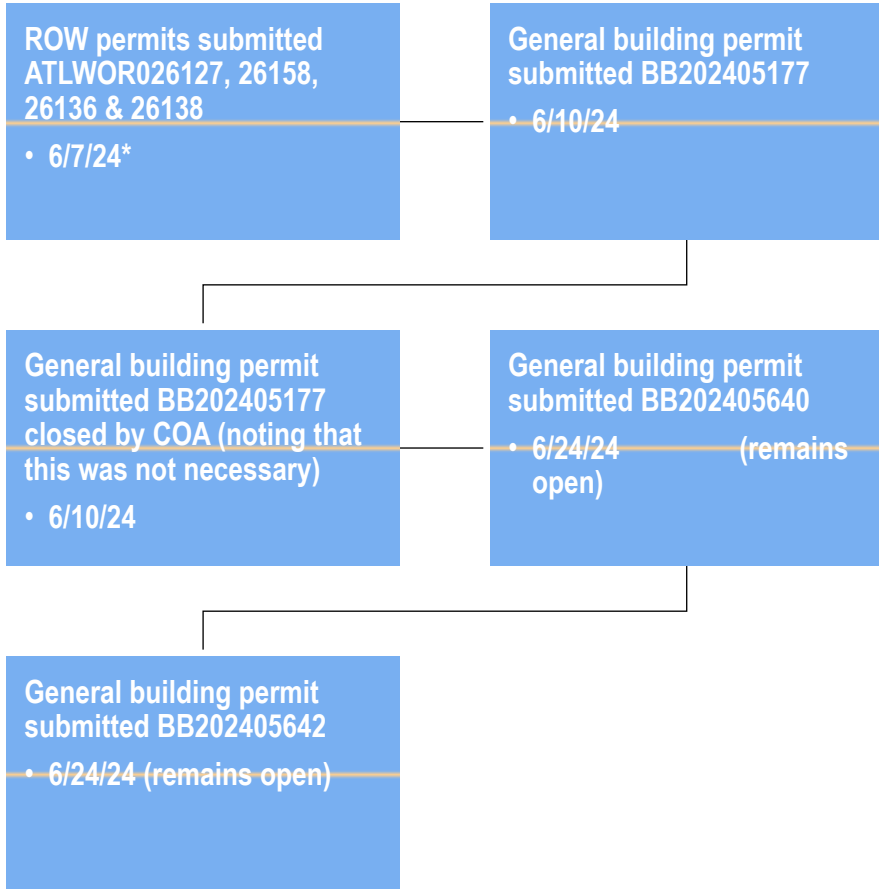 ROW permits submitted
ATLWOR026127, 26158,
26136 & 26138
• 6/7/24*
General building permit
submitted BB202405177
• 6/10/24
General building permit
submitted BB202405177
closed by COA (noting that
this was not necessary)
• 6/10/24
General building permit
submitted BB202405640
• 6/24/24 (remains
open)
General building permit
submitted BB202405642
• 6/24/24 (remains open)